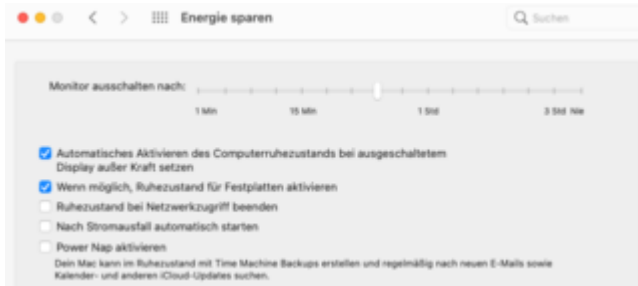 Energie sparen
Suchen
Monitor ausschalten nach:
1 Min 15 Min 1 Std 3 Std Nie
Automatisches Aktivieren des Computerruhezustands bei ausgeschaltetem
Display außer Kraft setzen
Wenn möglich, Ruhezustand für Festplatten aktivieren
Ruhezustand bei Netzwerkzugriff beenden
Nach Stromausfall automatisch starten
Power Nap aktivieren
Dein Mac kann im Ruhezustand mit Time Machine Backups erstellen und regelmäßig nach neuen E-Mails sowie
Kalender- und anderen iCloud-Updates suchen.